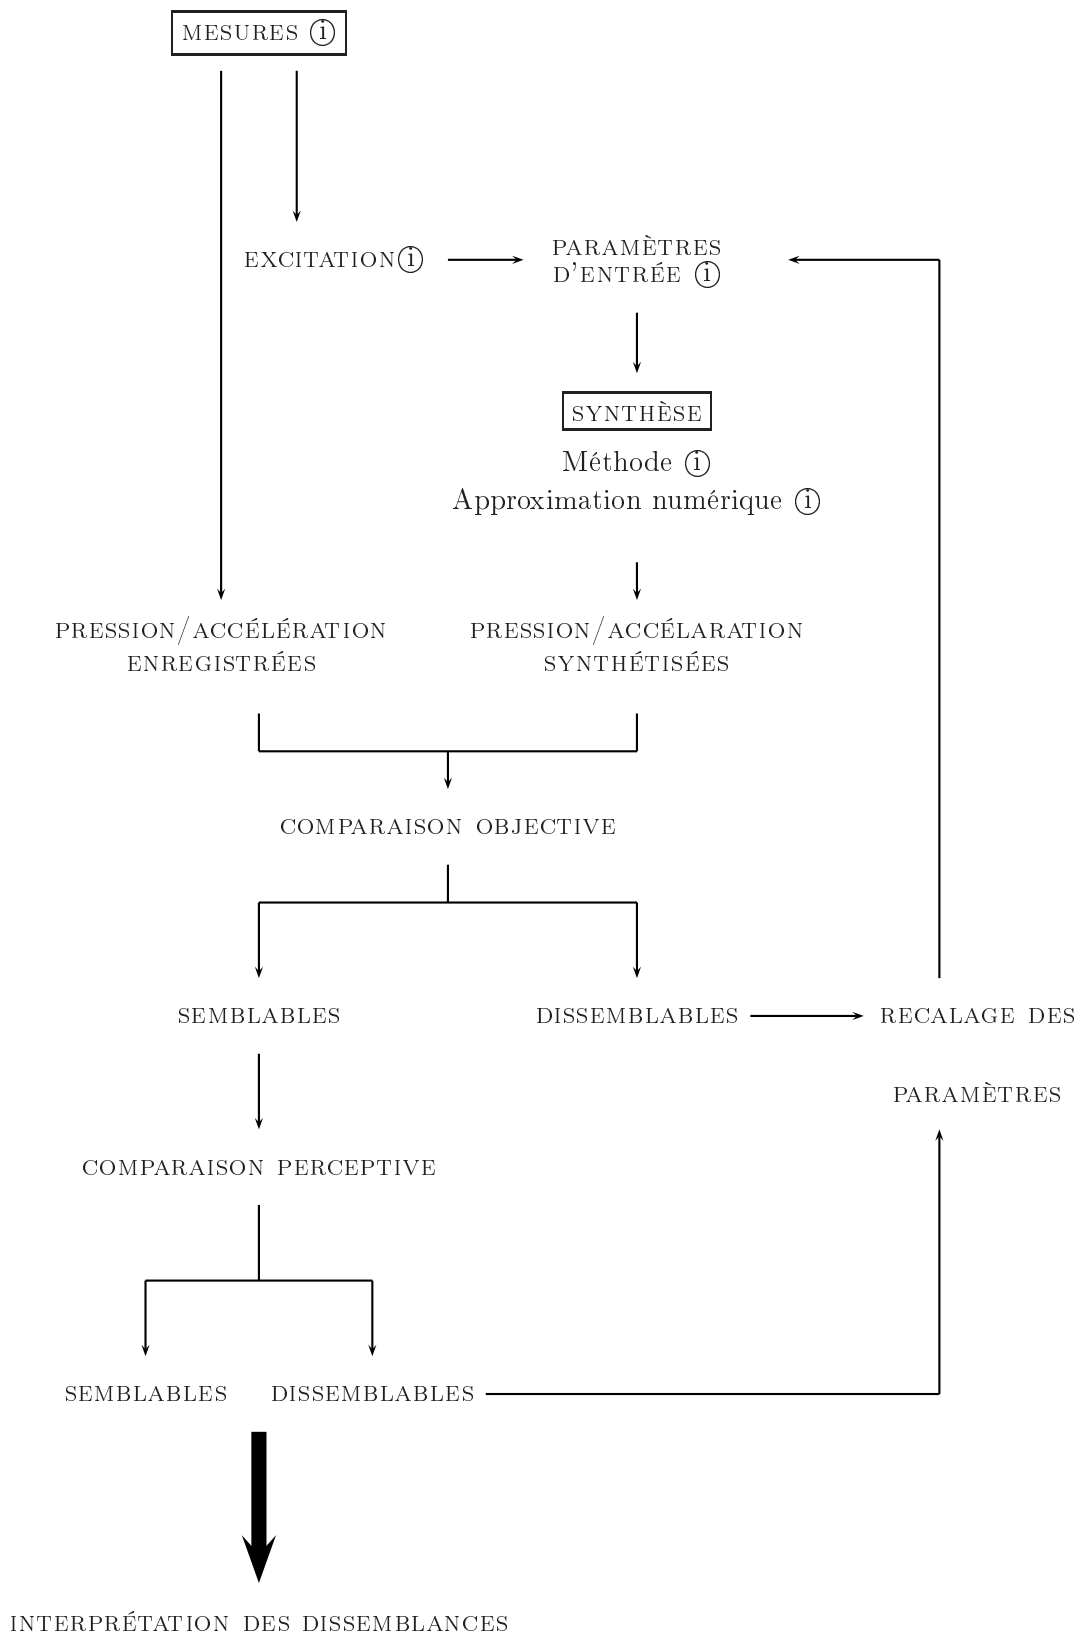 MESURES ⓘ
EXCITATION ⓘ
PARAMÈTRES
D'ENTRÉE ⓘ
SYNTHÈSE
Méthode ⓘ
Approximation numérique ⓘ
PRESSION/ACCÉLÉRATION
ENREGISTRÉES
PRESSION/ACCÉLARATION
SYNTHÉTISÉES
COMPARAISON OBJECTIVE
SEMBLABLES
DISSEMBLABLES
RECALAGE DES
PARAMÈTRES
COMPARAISON PERCEPTIVE
SEMBLABLES
DISSEMBLABLES
INTERPRÉTATION DES DISSEMBLANCES